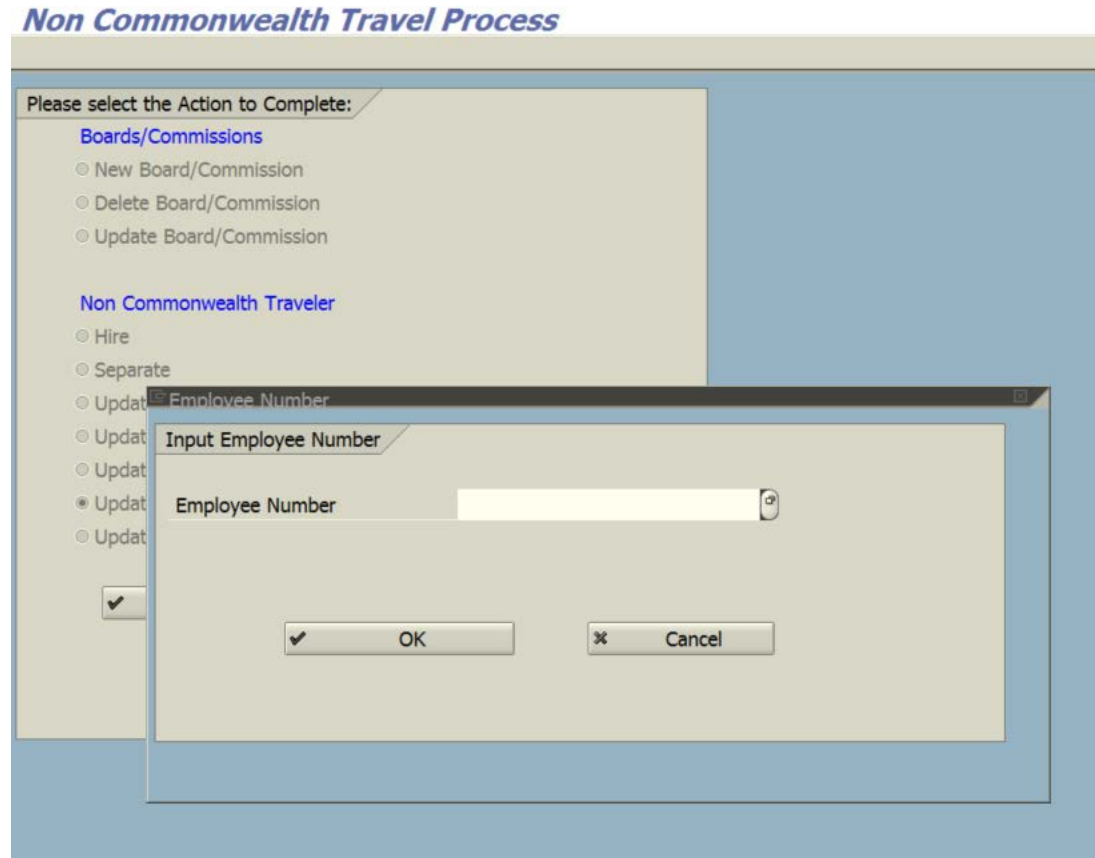 Non Commonwealth Travel Process
Please select the Action to Complete:
Boards/Commissions
New Board/Commission
Delete Board/Commission
Update Board/Commission
Non Commonwealth Traveler
Hire
Separate
Updat
Updat
Updat
Updat
Updat
Employee Number
Input Employee Number
Employee Number
OK
Cancel